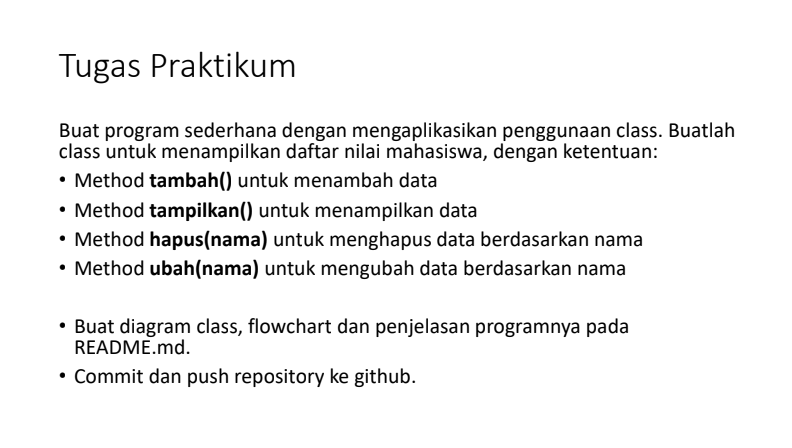 Tugas Praktikum
Buat program sederhana dengan mengaplikasikan penggunaan class. Buatlah
class untuk menampilkan daftar nilai mahasiswa, dengan ketentuan:
• Method tambah() untuk menambah data
• Method tampilkan() untuk menampilkan data
• Method hapus(nama) untuk menghapus data berdasarkan nama
• Method ubah(nama) untuk mengubah data berdasarkan nama
• Buat diagram class, flowchart dan penjelasan programnya pada
README.md.
• Commit dan push repository ke github.